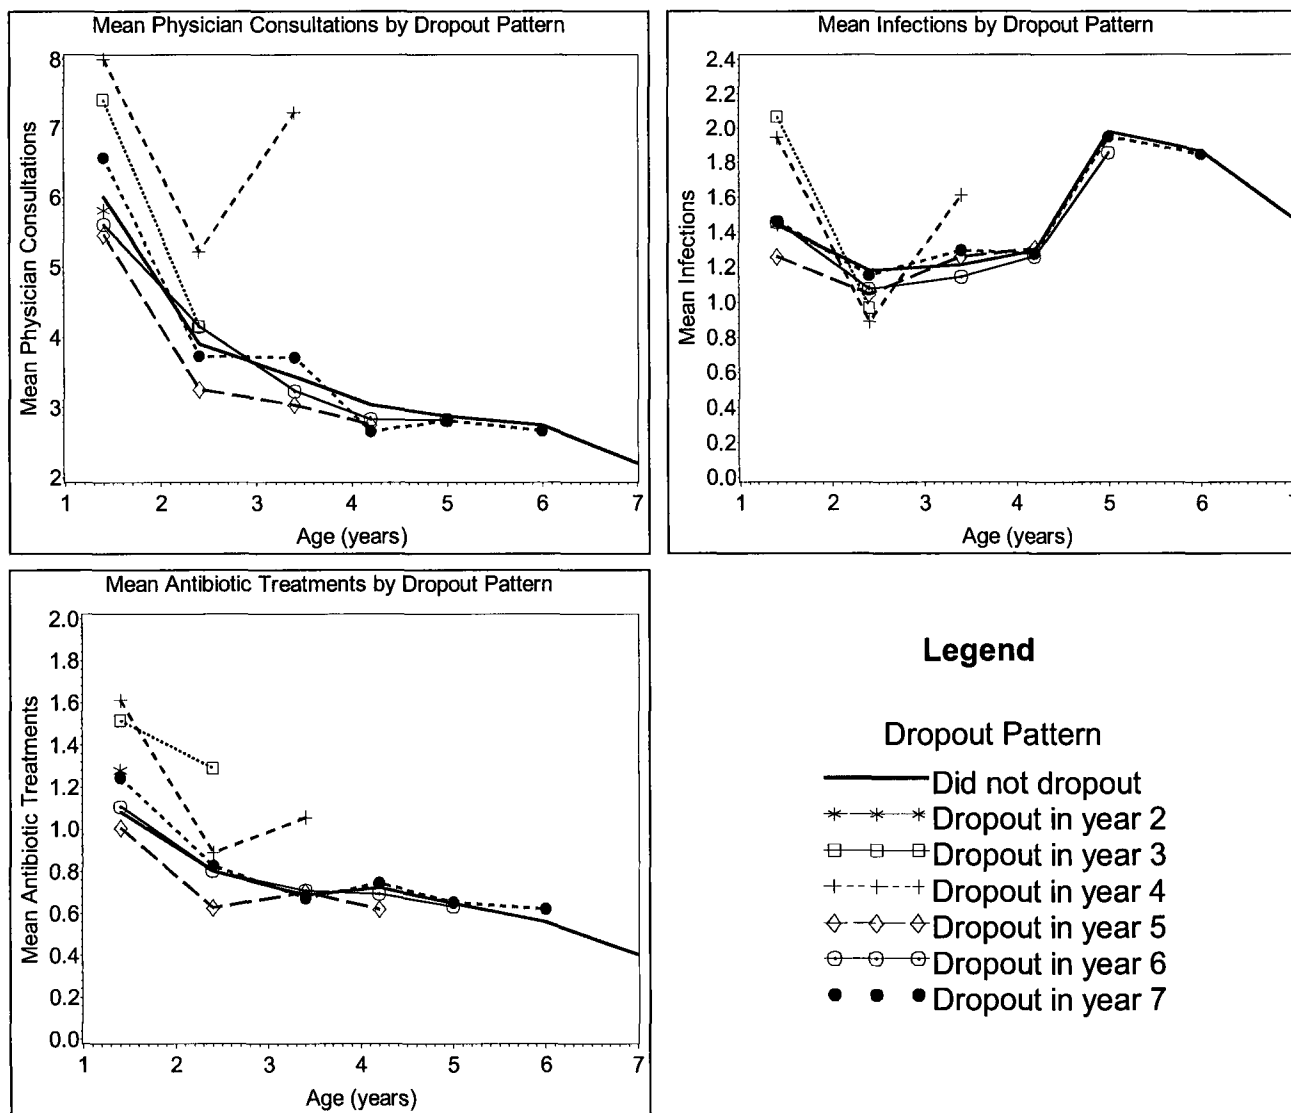 Mean Physician Consultations by Dropout Pattern
Mean Physician Consultations
8
7
6
5
4
3
2
1 2 3 4 5 6 7
Age (years)
Mean Infections by Dropout Pattern
Mean Infections
2.4
2.2
2.0
1.8
1.6
1.4
1.2
1.0
0.8
0.6
0.4
0.2
0.0
1 2 3 4 5 6 7
Age (years)
Mean Antibiotic Treatments by Dropout Pattern
Mean Antibiotic Treatments
2.0
1.8
1.6
1.4
1.2
1.0
0.8
0.6
0.4
0.2
0.0
1 2 3 4 5 6 7
Age (years)
Legend
Dropout Pattern
Did not dropout
Dropout in year 2
Dropout in year 3
Dropout in year 4
Dropout in year 5
Dropout in year 6
Dropout in year 7